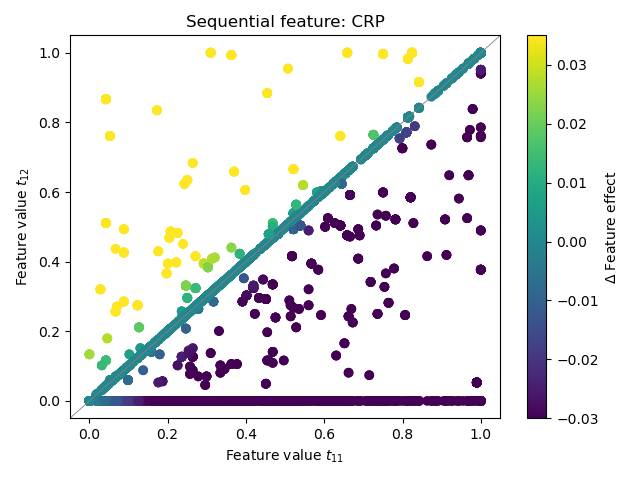 Sequential feature: CRP
1.0
0.8
0.6
0.4
0.2
0.0
Feature value t12
0.0 0.2 0.4 0.6 0.8 1.0
Feature value t11
0.03
0.02
0.01
0.00
−0.01
−0.02
−0.03
Δ Feature effect